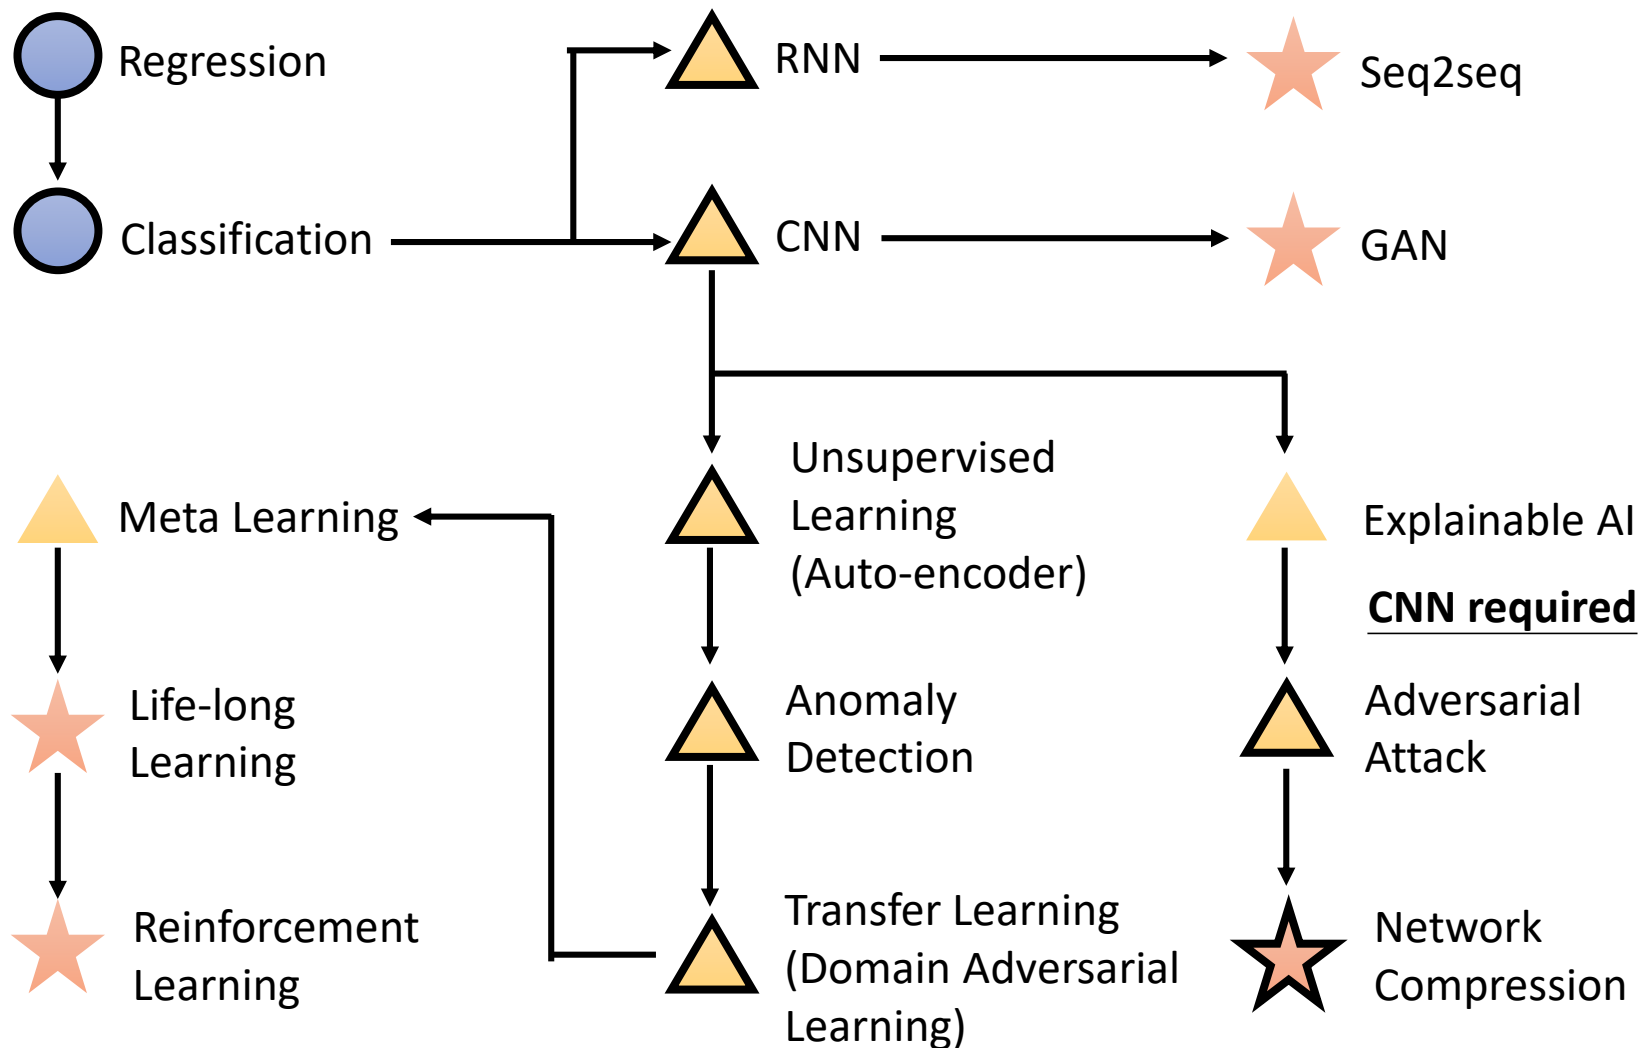 Regression
RNN
Seq2seq
Classification
CNN
GAN
Meta Learning
Unsupervised
Learning
(Auto-encoder)
Explainable AI
CNN required
Life-long
Learning
Anomaly
Detection
Adversarial
Attack
Reinforcement
Learning
Transfer Learning
(Domain Adversarial
Learning)
Network
Compression